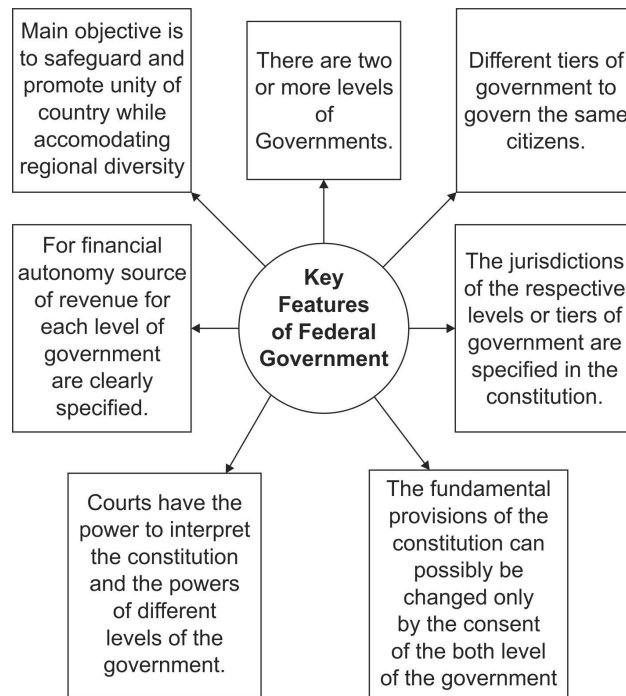 Main objective is
to safeguard and
promote unity of
country while
accomodating
regional diversity
There are two
or more levels
of
Governments.
Different tiers of
government to
govern the same
citizens.
For financial
autonomy source
of revenue for
each level of
government
are clearly
specified.
Key
Features
of Federal
Government
The jurisdictions
of the respective
levels or tiers of
government are
specified in the
constitution.
Courts have the
power to interpret
the constitution
and the powers
of different
levels of the
government.
The fundamental
provisions of the
constitution can
possibly be
changed only
by the consent
of the both level
of the government